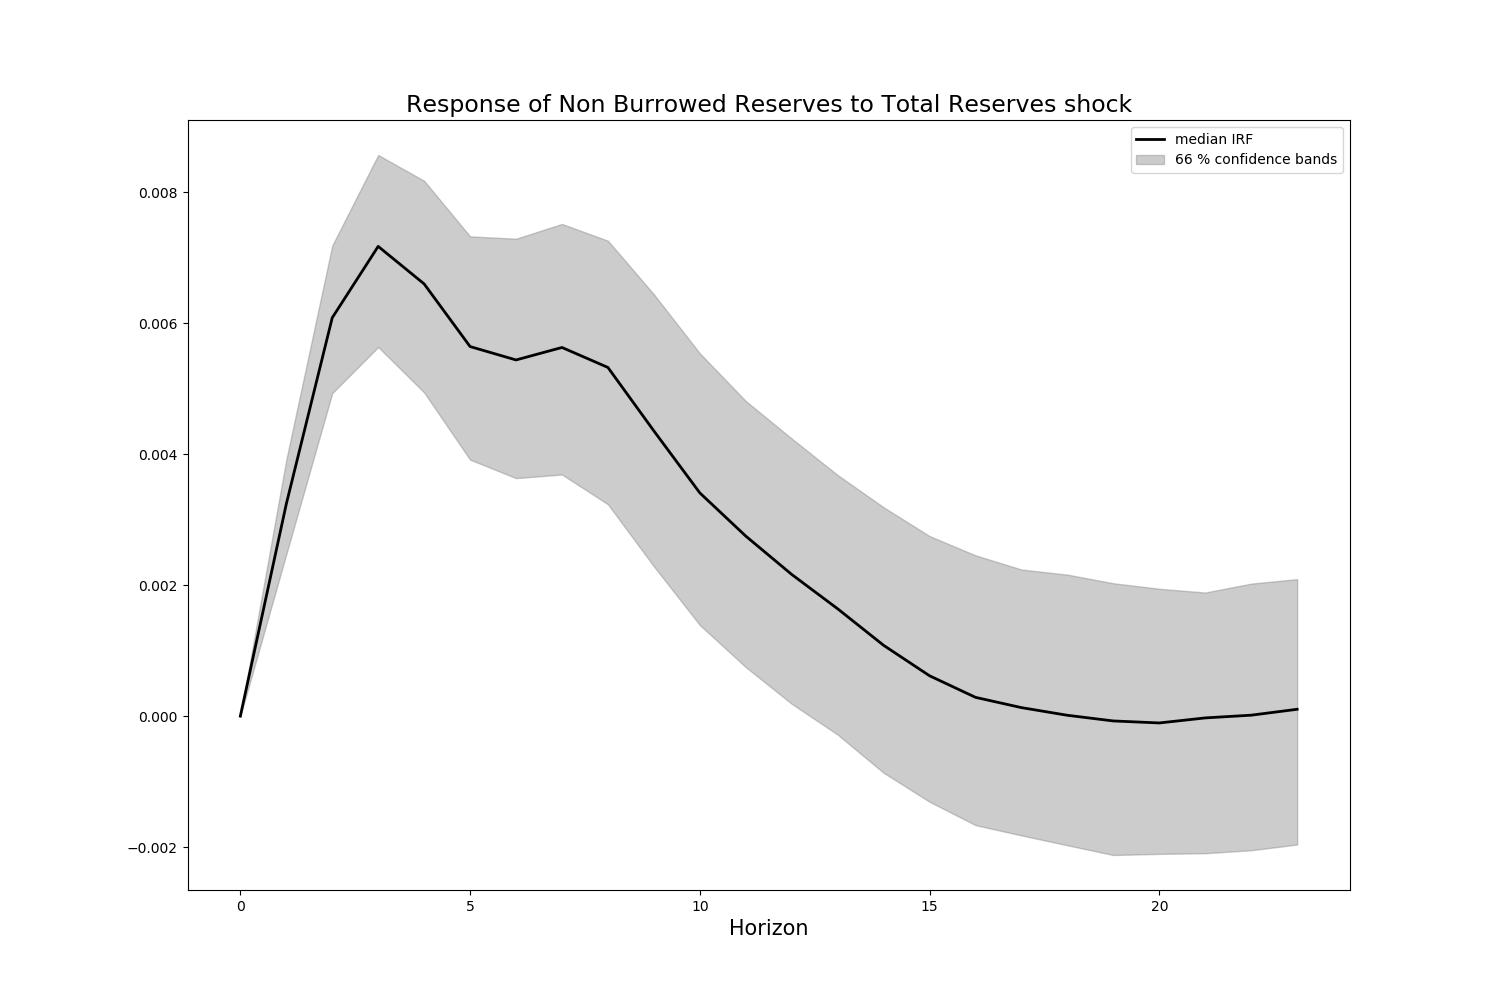 Response of Non Burrowed Reserves to Total Reserves shock
median IRF
66 % confidence bands
0.008
0.006
0.004
0.002
0.000
−0.002
0 5 10 15 20
Horizon